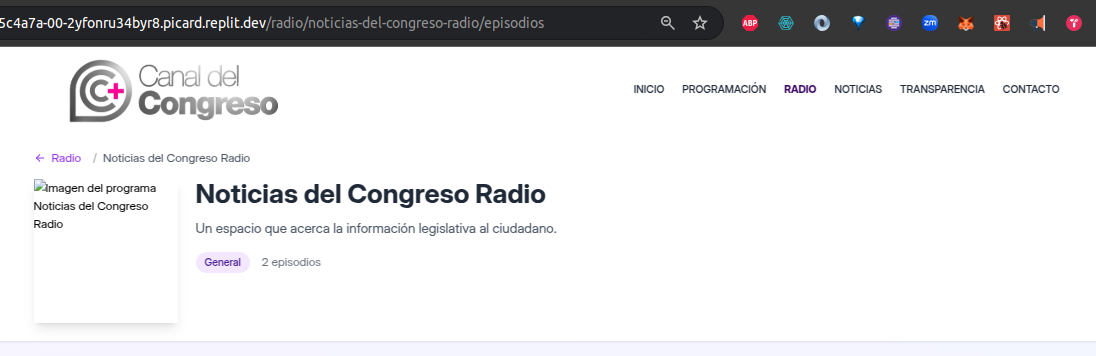 5c4a7a-00-2yfonru34byr8.picard.replit.dev/radio/noticias-del-congreso-radio/episodios
ABP
zm
Canal del
Congreso
INICIO PROGRAMACIÓN RADIO NOTICIAS TRANSPARENCIA CONTACTO
← Radio / Noticias del Congreso Radio
Imagen del programa
Noticias del Congreso
Radio
Noticias del Congreso Radio
Un espacio que acerca la información legislativa al ciudadano.
General 2 episodios